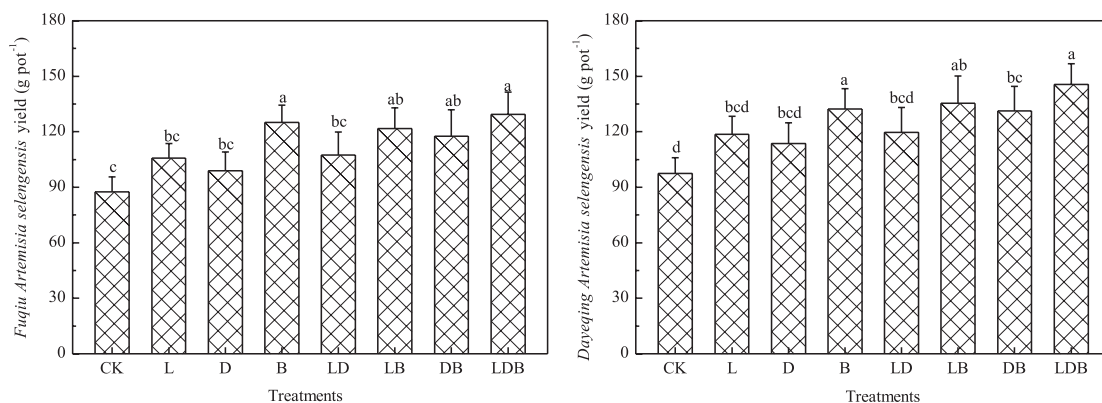 Fuqiu Artemisia selengensis yield (g pot⁻¹)
180
150
120
90
60
30
0
c
bc
bc
a
bc
ab
ab
a
CK L D B LD LB DB LDB
Treatments
Dayeqing Artemisia selengensis yield (g pot⁻¹)
180
150
120
90
60
30
0
d
bcd
bcd
a
bcd
ab
bc
a
CK L D B LD LB DB LDB
Treatments